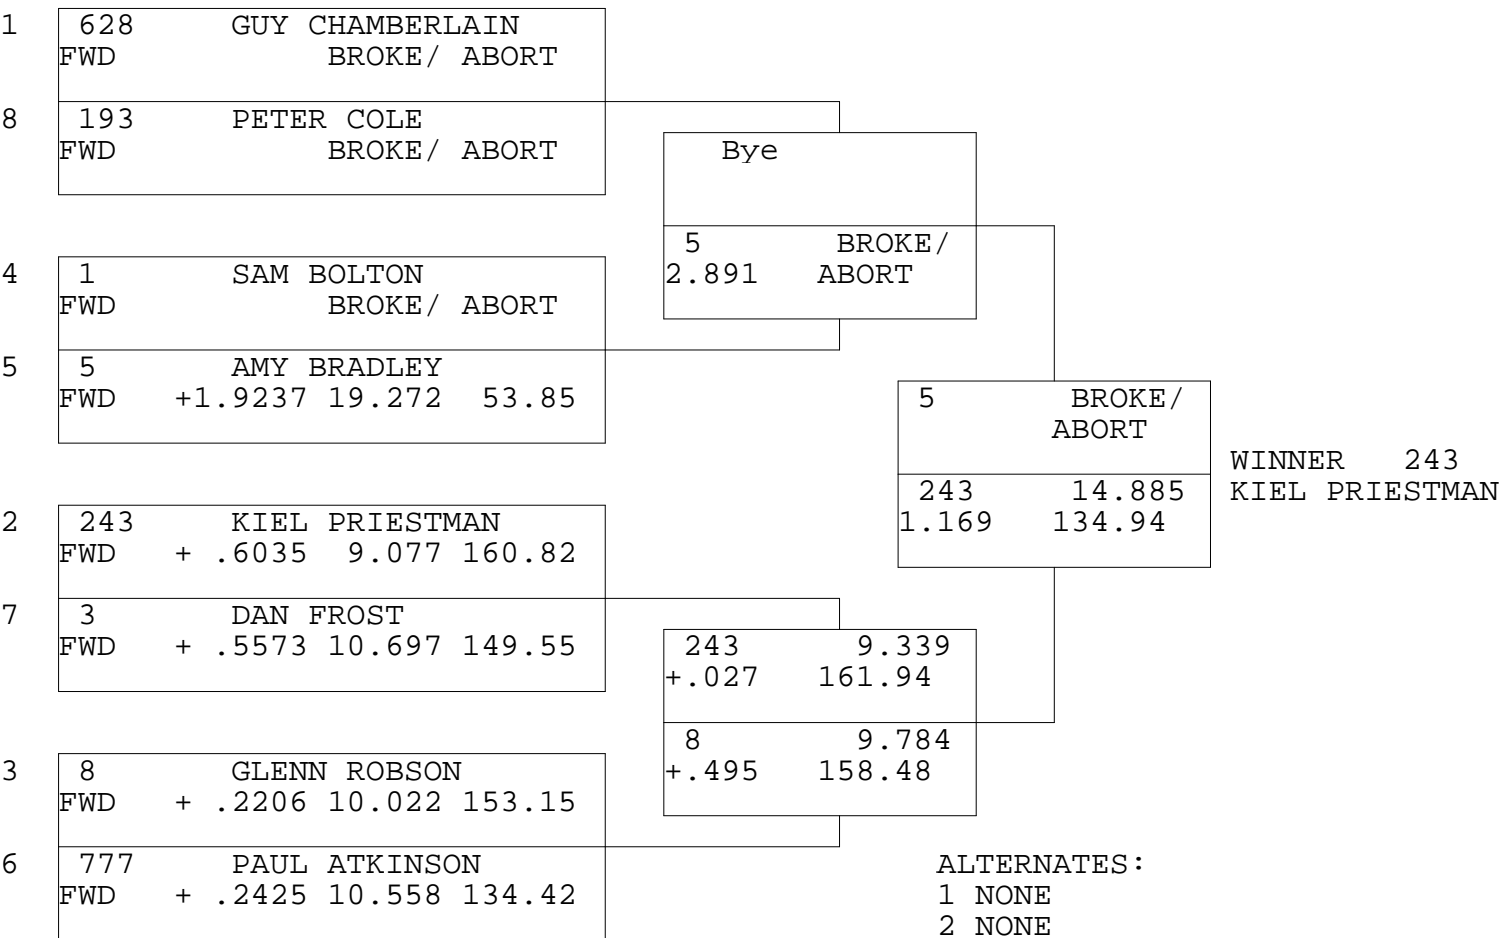 1 628 GUY CHAMBERLAIN
FWD BROKE/ ABORT
8 193 PETER COLE
FWD BROKE/ ABORT
Bye
5 BROKE/
2.891 ABORT
4 1 SAM BOLTON
FWD BROKE/ ABORT
5 5 AMY BRADLEY
FWD +1.9237 19.272 53.85
5 BROKE/
ABORT
243 14.885
1.169 134.94
WINNER 243
KIEL PRIESTMAN
2 243 KIEL PRIESTMAN
FWD + .6035 9.077 160.82
7 3 DAN FROST
FWD + .5573 10.697 149.55
243 9.339
+.027 161.94
8 9.784
+.495 158.48
3 8 GLENN ROBSON
FWD + .2206 10.022 153.15
6 777 PAUL ATKINSON
FWD + .2425 10.558 134.42
ALTERNATES:
1 NONE
2 NONE